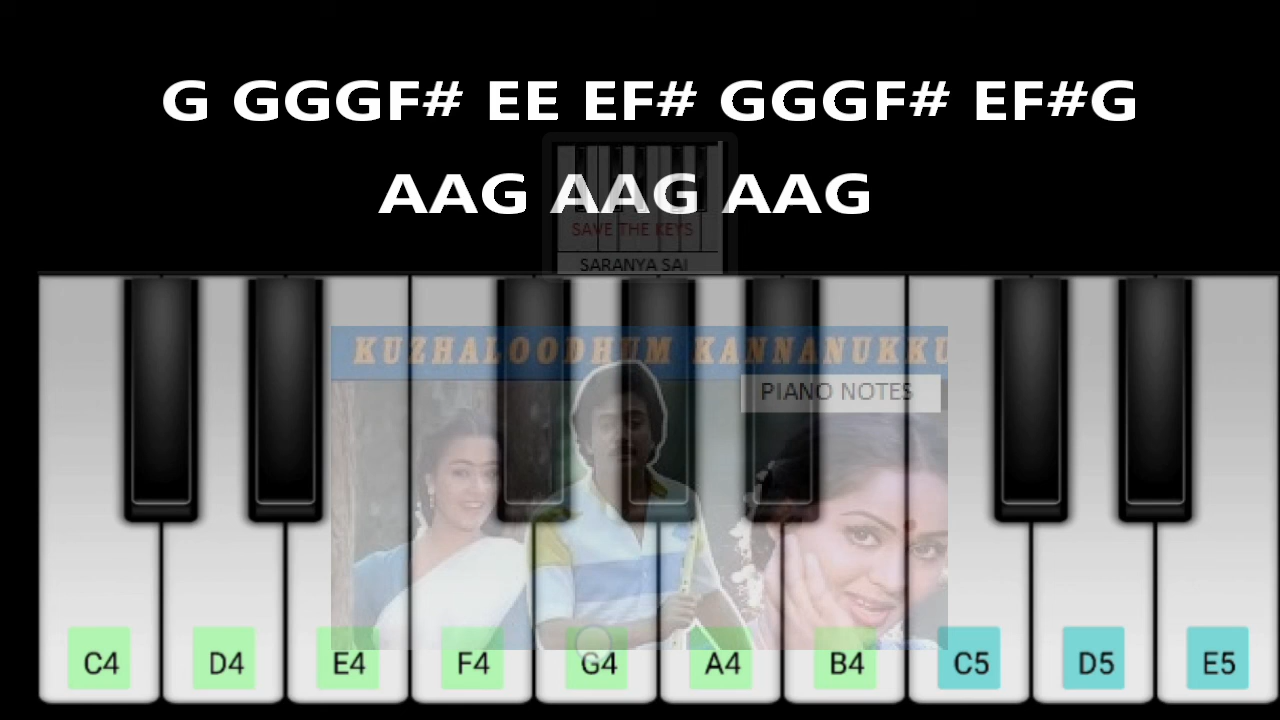 G GGGF# EE EF# GGGF# EF#G
AAG AAG AAG
SAVE THE KEYS
SARANYA SAI
KUZHALOODHUM KANNANUKKU
PIANO NOTES
C4 D4 E4 F4 G4 A4 B4 C5 D5 E5